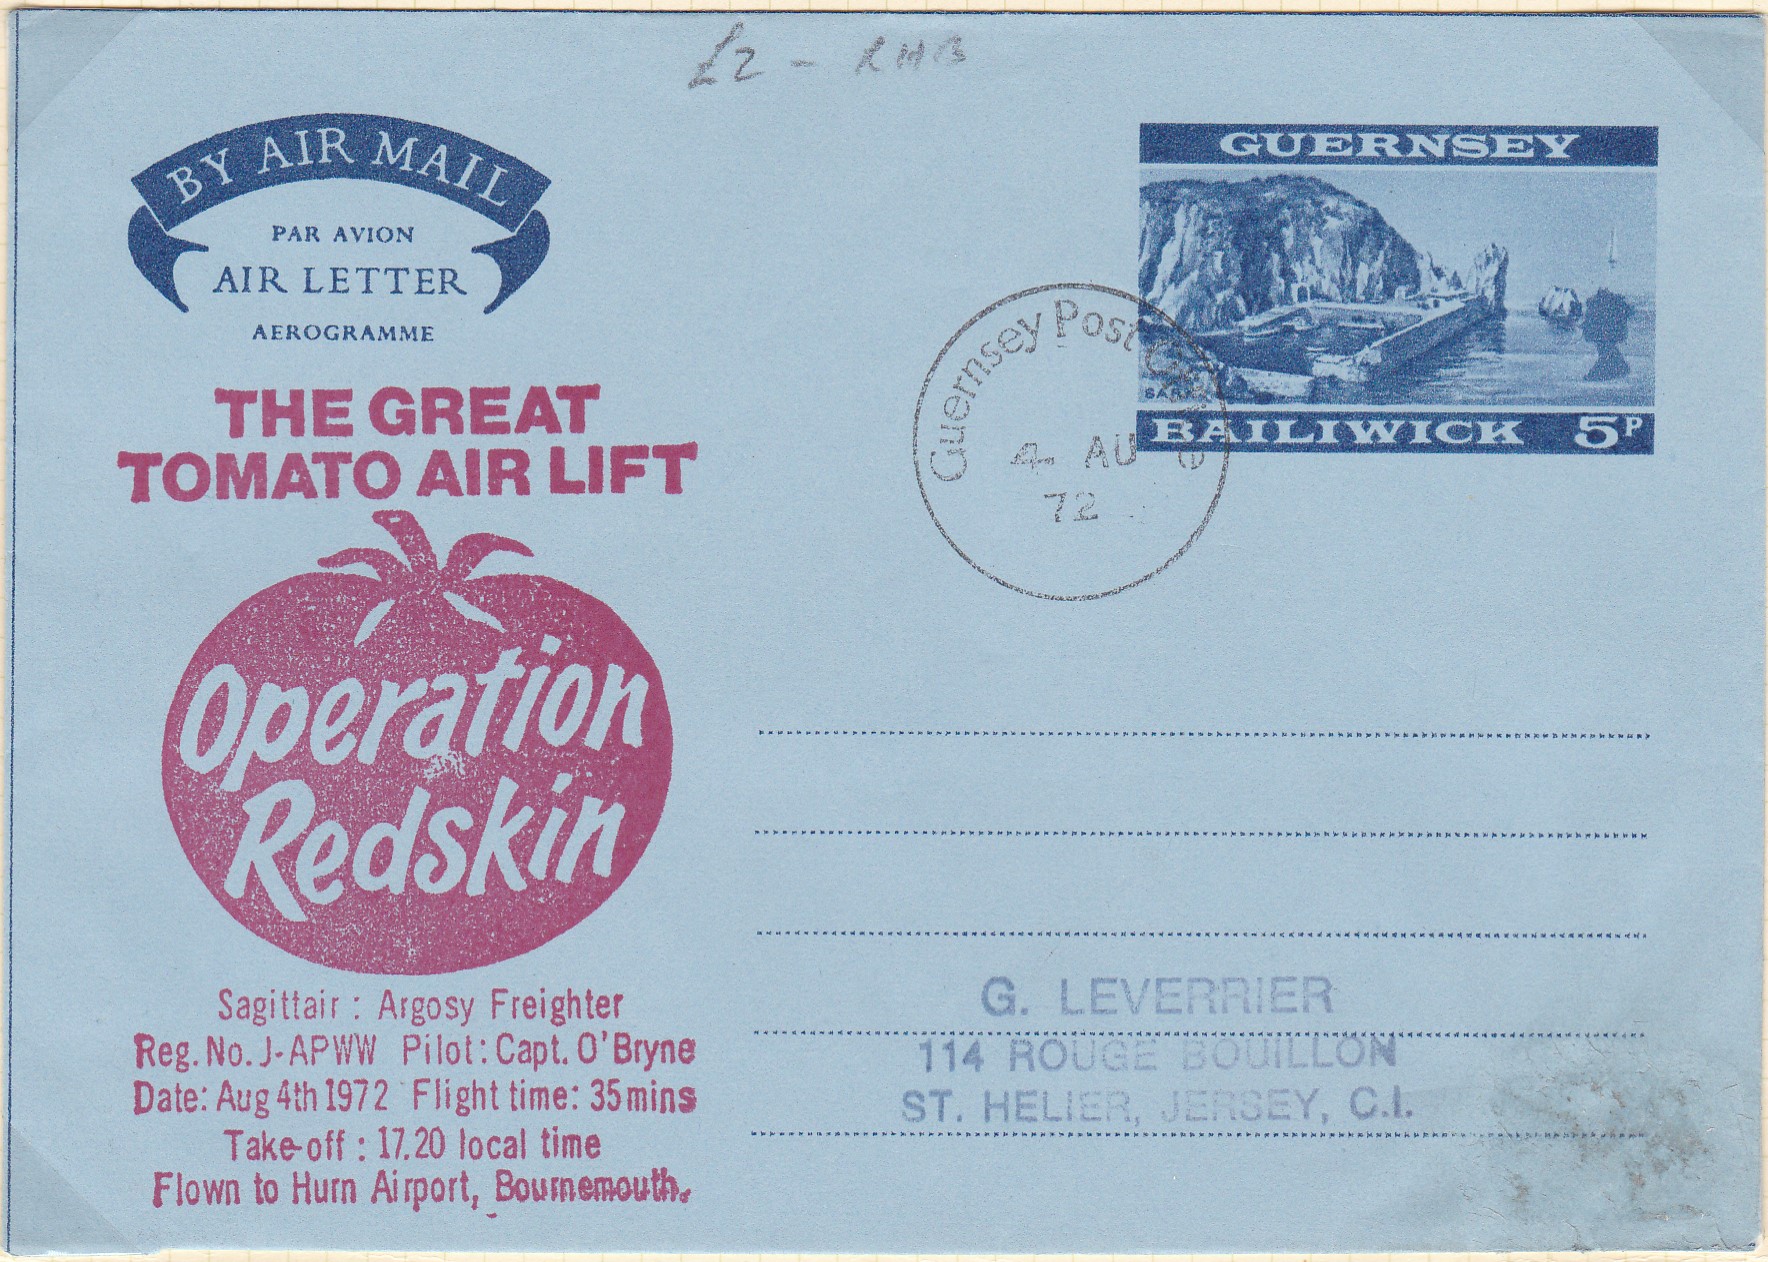 £2 - RHB
BY AIR MAIL
PAR AVION
AIR LETTER
AEROGRAMME
GUERNSEY
BAILIWICK 5P
Guernsey Post Office
4 AU
72
THE GREAT
TOMATO AIR LIFT
Operation
Redskin
Sagittair : Argosy Freighter
Reg. No. J-APWW Pilot: Capt. O'Bryne
Date: Aug 4th 1972 Flight time: 35mins
Take-off : 17.20 local time
Flown to Hurn Airport, Bournemouth.
G. LEVERRIER
114 ROUGE BOUILLON
ST. HELIER, JERSEY, C.I.